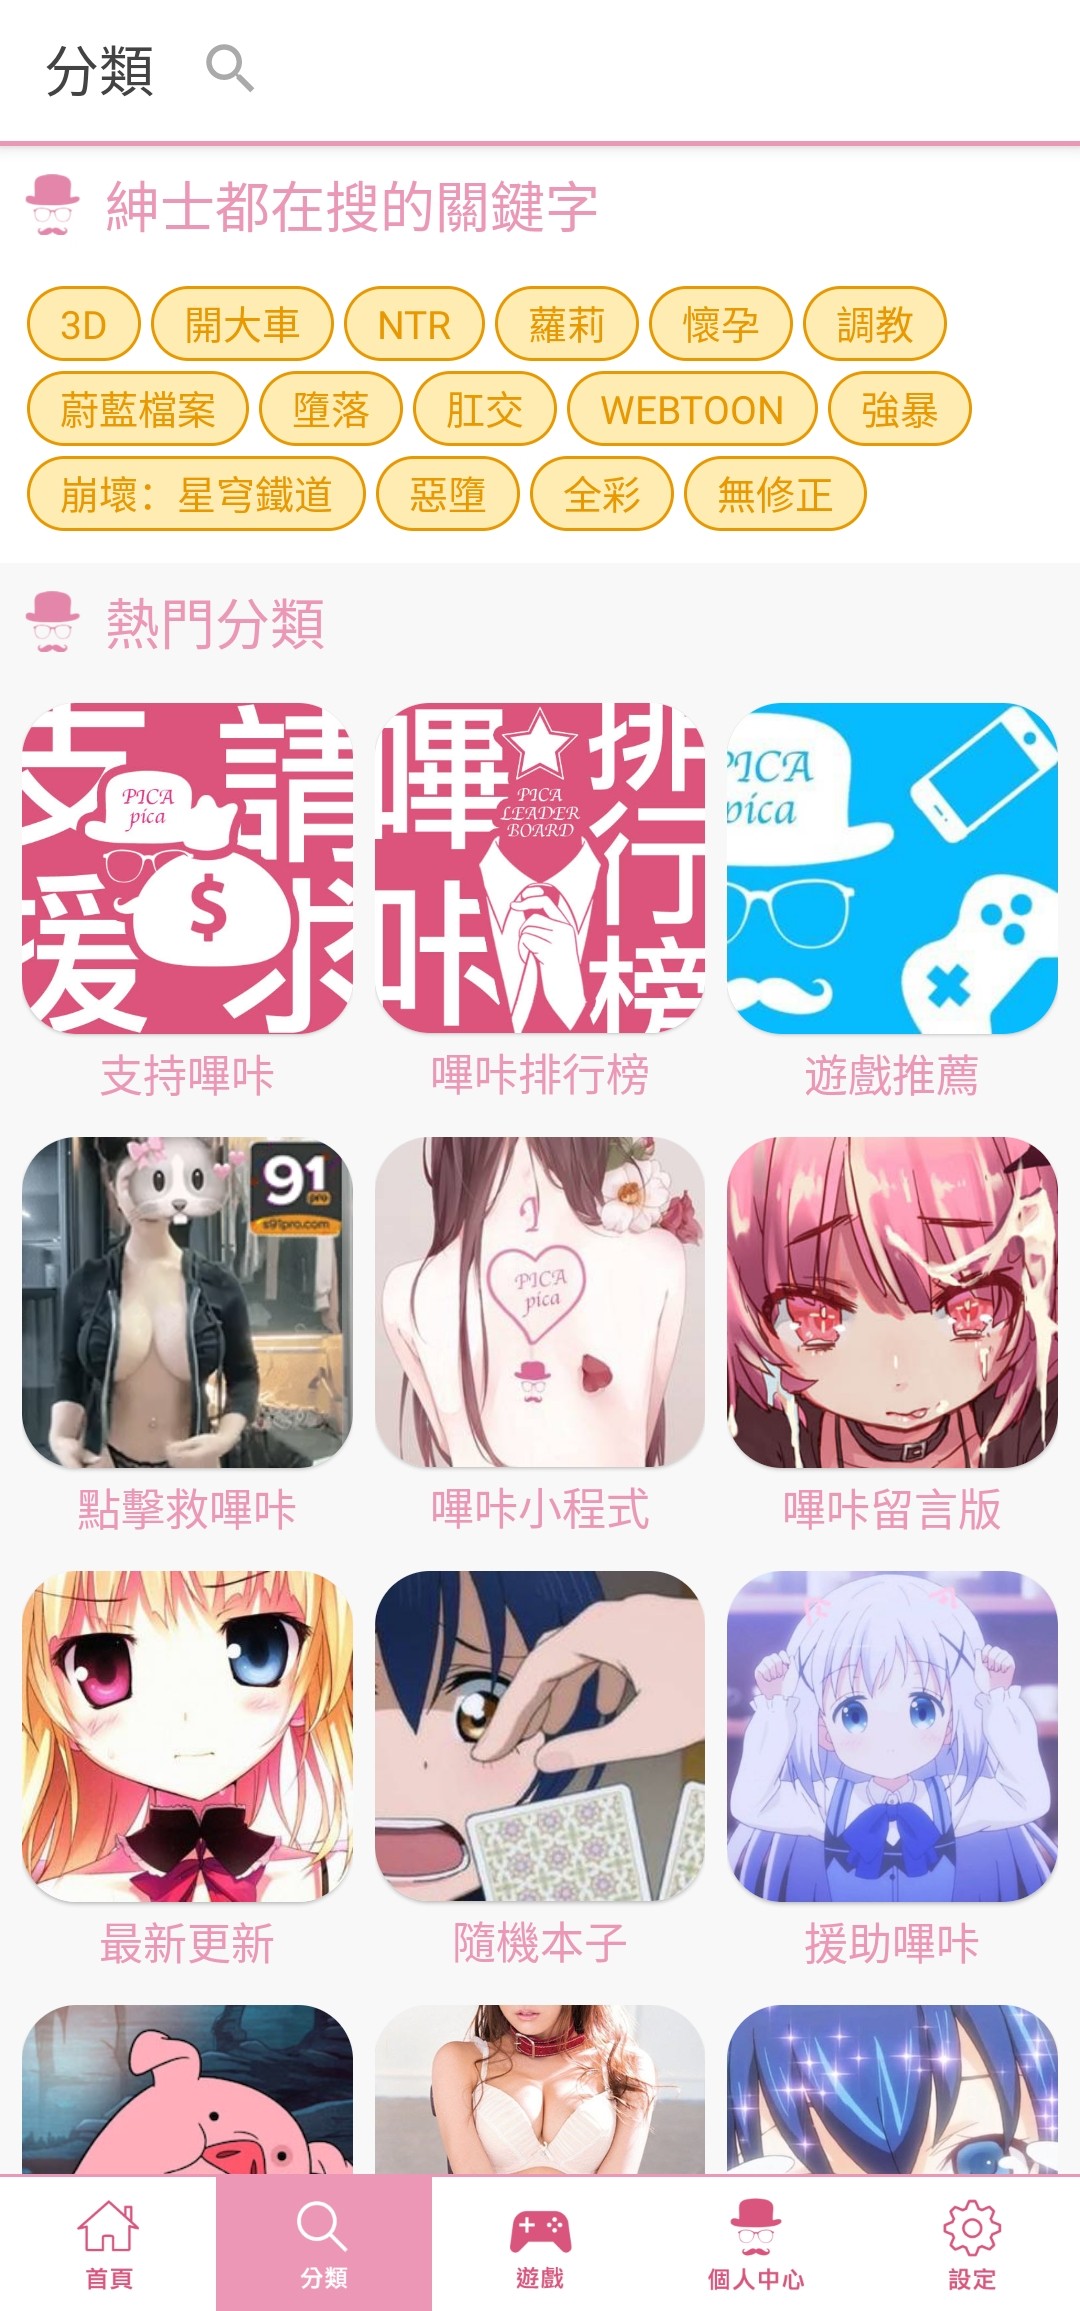 分類
紳士都在搜的關鍵字
3D 開大車 NTR 蘿莉 懷孕 調教
蔚藍檔案 墮落 肛交 WEBTOON 強暴
崩壞：星穹鐵道 惡墮 全彩 無修正
熱門分類
支援 請求
PICA
pica
$
嗶咔 排行榜
PICA
LEADER
BOARD
PICA
pica
支持嗶咔 嗶咔排行榜 遊戲推薦
91
pro
s91pro.com
I
PICA
pica
點擊救嗶咔 嗶咔小程式 嗶咔留言版
最新更新 隨機本子 援助嗶咔
首頁 分類 遊戲 個人中心 設定